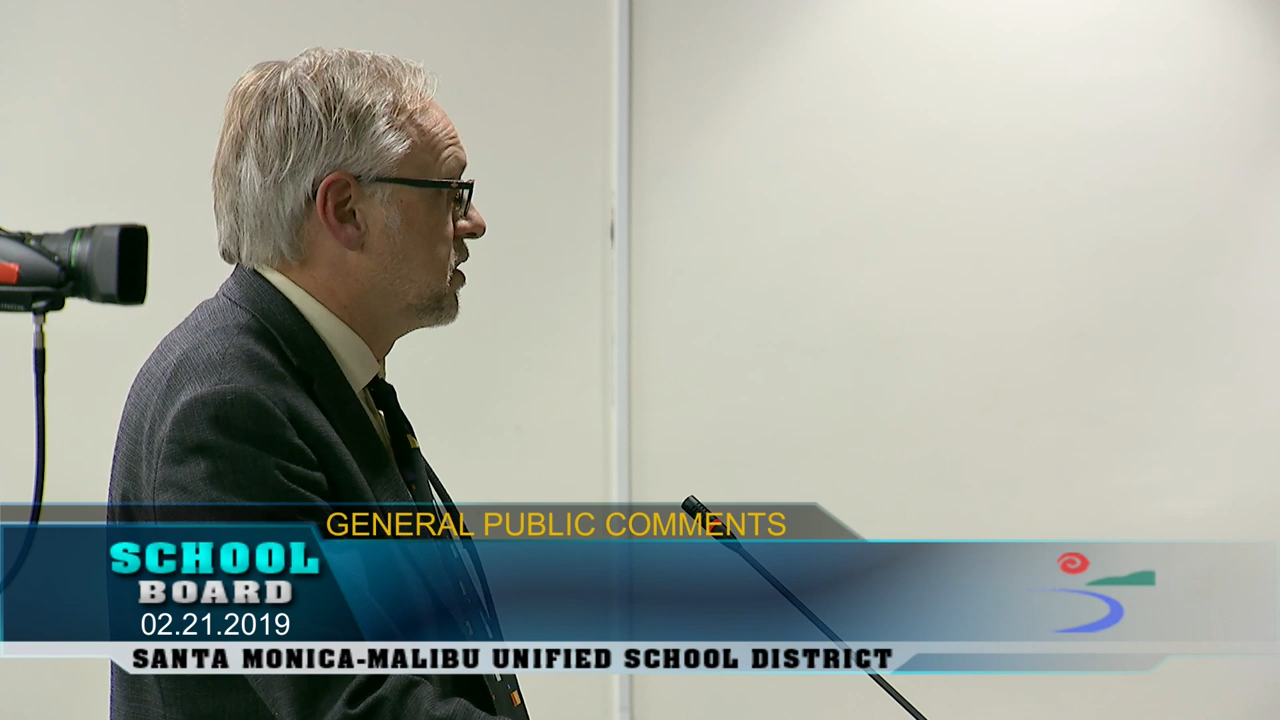 GENERAL PUBLIC COMMENTS
SCHOOL
BOARD
02.21.2019
SANTA MONICA-MALIBU UNIFIED SCHOOL DISTRICT